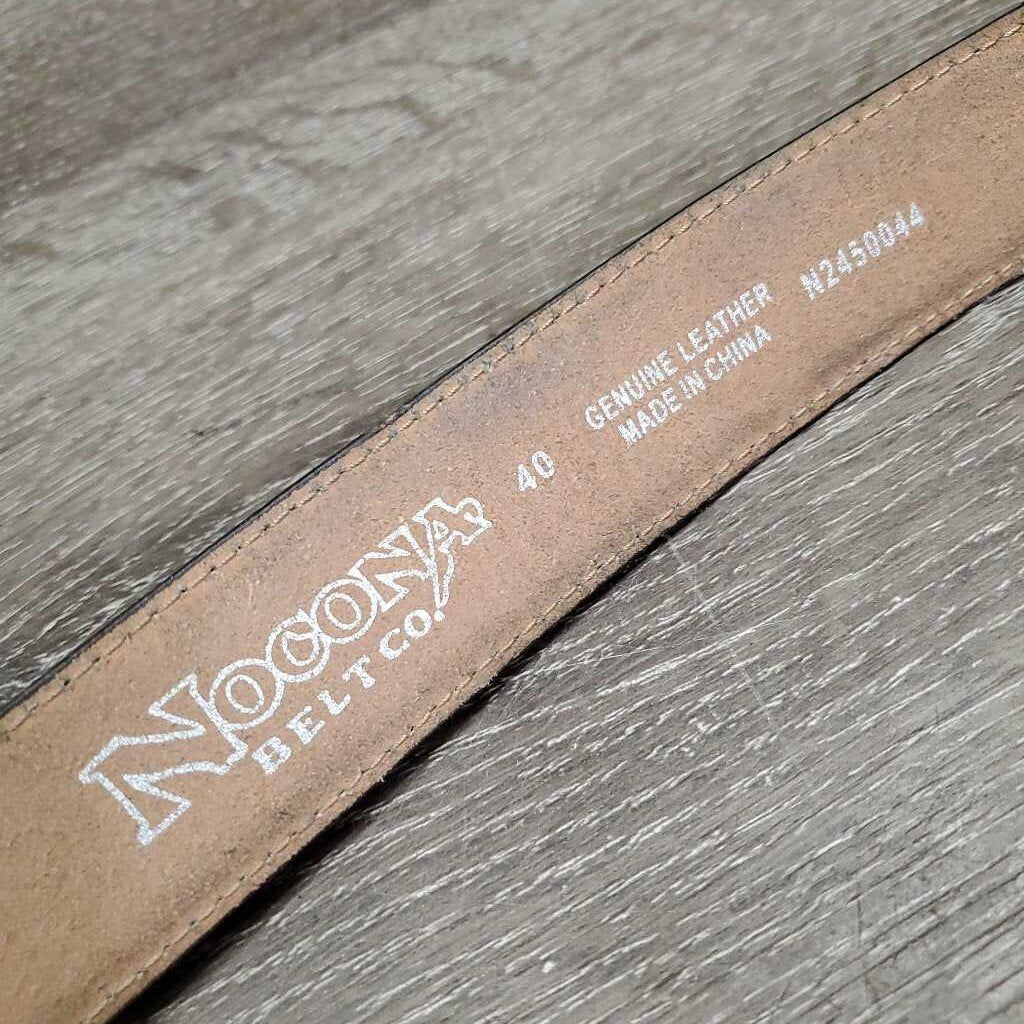 NOCONA
BELT CO.
40
GENUINE LEATHER
MADE IN CHINA
N2450044